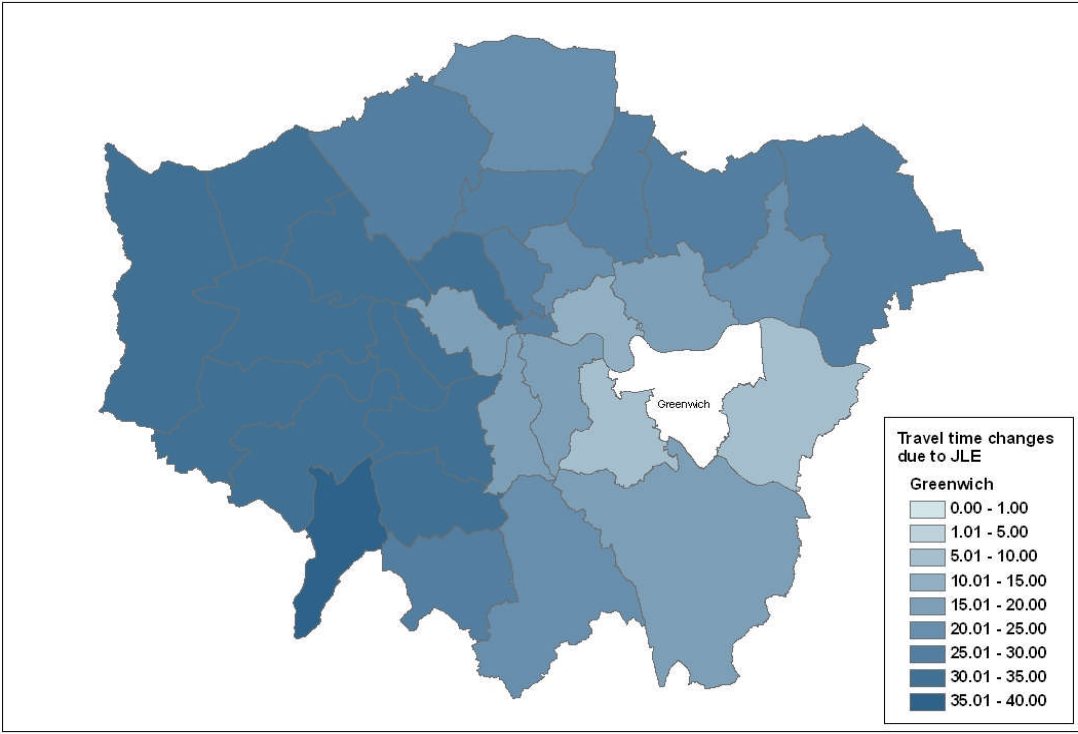 Greenwich
Travel time changes
due to JLE
Greenwich
0.00 - 1.00
1.01 - 5.00
5.01 - 10.00
10.01 - 15.00
15.01 - 20.00
20.01 - 25.00
25.01 - 30.00
30.01 - 35.00
35.01 - 40.00